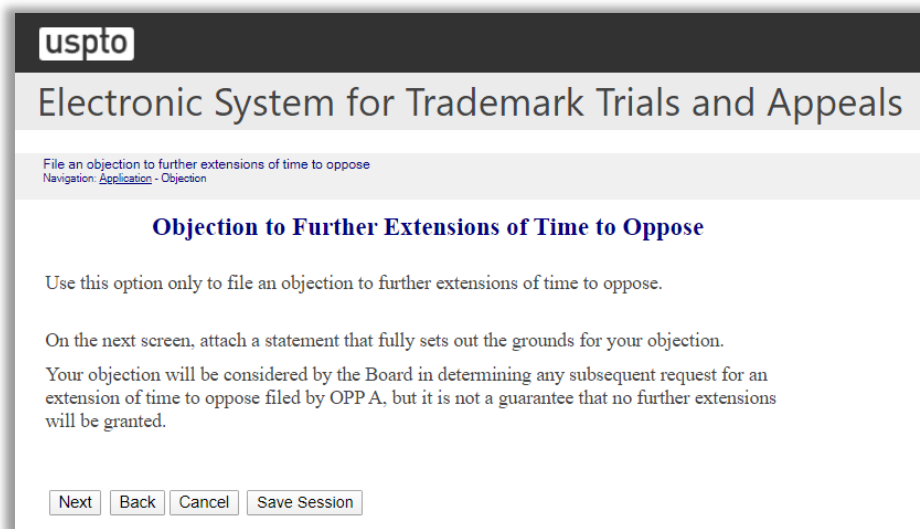 uspto
Electronic System for Trademark Trials and Appeals
File an objection to further extensions of time to oppose
Navigation: Application - Objection
Objection to Further Extensions of Time to Oppose
Use this option only to file an objection to further extensions of time to oppose.
On the next screen, attach a statement that fully sets out the grounds for your objection.
Your objection will be considered by the Board in determining any subsequent request for an
extension of time to oppose filed by OPP A, but it is not a guarantee that no further extensions
will be granted.
Next Back Cancel Save Session